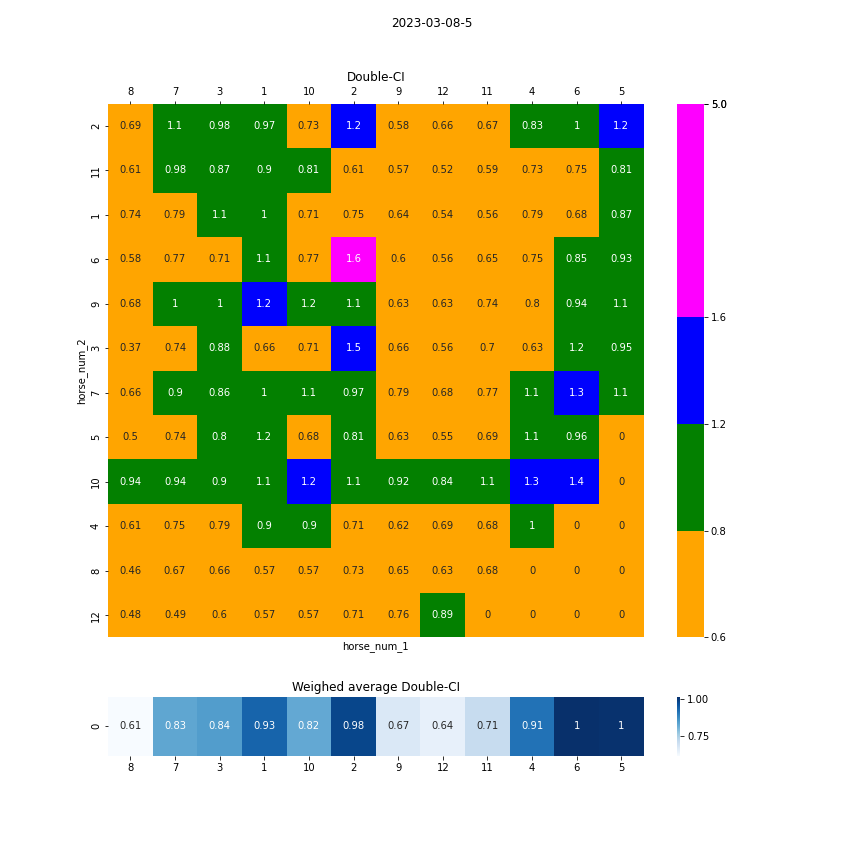 2023-03-08-5
Double-CI
8 7 3 1 10 2 9 12 11 4 6 5
2 0.69 1.1 0.98 0.97 0.73 1.2 0.58 0.66 0.67 0.83 1 1.2
11 0.61 0.98 0.87 0.9 0.81 0.61 0.57 0.52 0.59 0.73 0.75 0.81
1 0.74 0.79 1.1 1 0.71 0.75 0.64 0.54 0.56 0.79 0.68 0.87
6 0.58 0.77 0.71 1.1 0.77 1.6 0.6 0.56 0.65 0.75 0.85 0.93
9 0.68 1 1 1.2 1.2 1.1 0.63 0.63 0.74 0.8 0.94 1.1
3 0.37 0.74 0.88 0.66 0.71 1.5 0.66 0.56 0.7 0.63 1.2 0.95
7 0.66 0.9 0.86 1 1.1 0.97 0.79 0.68 0.77 1.1 1.3 1.1
5 0.5 0.74 0.8 1.2 0.68 0.81 0.63 0.55 0.69 1.1 0.96 0
10 0.94 0.94 0.9 1.1 1.2 1.1 0.92 0.84 1.1 1.3 1.4 0
4 0.61 0.75 0.79 0.9 0.9 0.71 0.62 0.69 0.68 1 0 0
8 0.46 0.67 0.66 0.57 0.57 0.73 0.65 0.63 0.68 0 0 0
12 0.48 0.49 0.6 0.57 0.57 0.71 0.76 0.89 0 0 0 0
horse_num_2
horse_num_1
5.0
1.6
1.2
0.8
0.6
Weighed average Double-CI
0 0.61 0.83 0.84 0.93 0.82 0.98 0.67 0.64 0.71 0.91 1 1
8 7 3 1 10 2 9 12 11 4 6 5
1.00
0.75